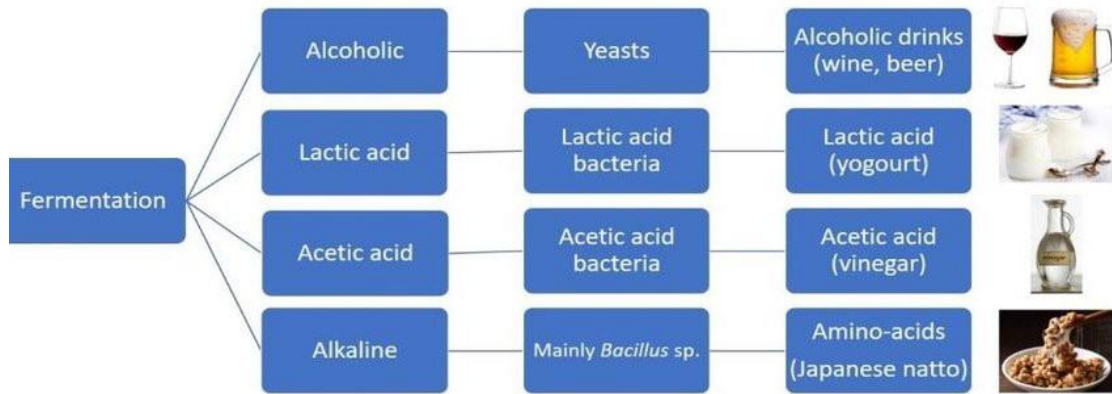 Fermentation
Alcoholic
Yeasts
Alcoholic drinks
(wine, beer)
Lactic acid
Lactic acid
bacteria
Lactic acid
(yogourt)
Acetic acid
Acetic acid
bacteria
Acetic acid
(vinegar)
Alkaline
Mainly Bacillus sp.
Amino-acids
(Japanese natto)